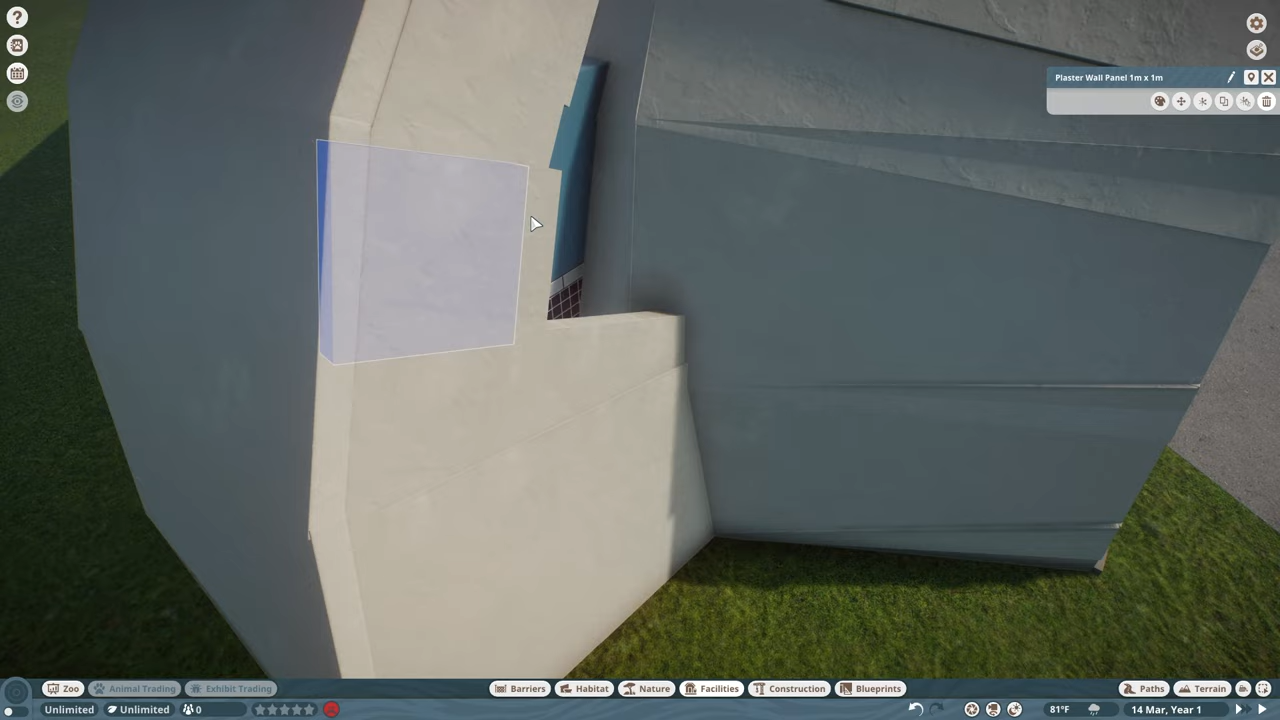 Plaster Wall Panel 1m x 1m
Zoo
Animal Trading
Exhibit Trading
Barriers
Habitat
Nature
Facilities
Construction
Blueprints
Paths
Terrain
Unlimited
Unlimited
0
81°F
14 Mar, Year 1